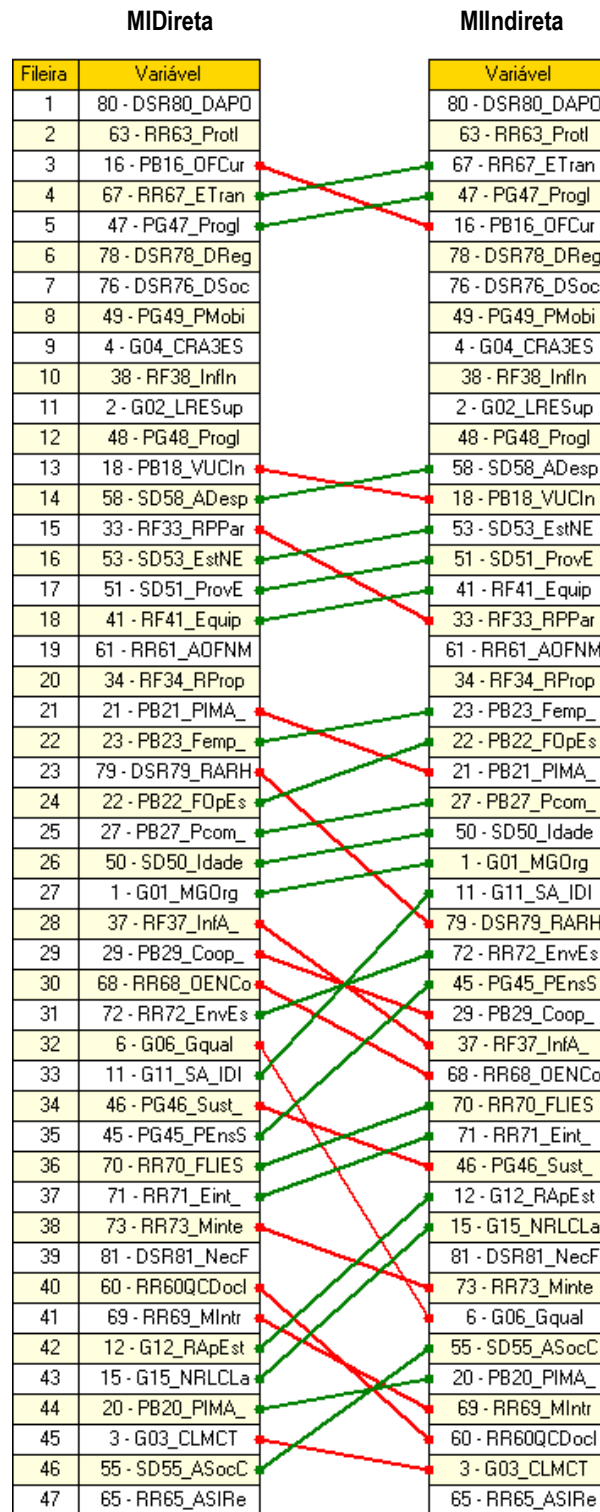 MIDireta MIIndireta
Fileira Variável Variável
1 80 - DSR80_DAPO 80 - DSR80_DAPO
2 63 - RR63_Protl 63 - RR63_Protl
3 16 - PB16_OFCur 67 - RR67_ETran
4 67 - RR67_ETran 47 - PG47_Progl
5 47 - PG47_Progl 16 - PB16_OFCur
6 78 - DSR78_DReg 78 - DSR78_DReg
7 76 - DSR76_DSoc 76 - DSR76_DSoc
8 49 - PG49_PMobi 49 - PG49_PMobi
9 4 - G04_CRA3ES 4 - G04_CRA3ES
10 38 - RF38_InfIn 38 - RF38_InfIn
11 2 - G02_LRESup 2 - G02_LRESup
12 48 - PG48_Progl 48 - PG48_Progl
13 18 - PB18_VUCIn 58 - SD58_ADesp
14 58 - SD58_ADesp 18 - PB18_VUCIn
15 33 - RF33_RPPar 53 - SD53_EstNE
16 53 - SD53_EstNE 51 - SD51_ProvE
17 51 - SD51_ProvE 41 - RF41_Equip
18 41 - RF41_Equip 33 - RF33_RPPar
19 61 - RR61_AOFNM 61 - RR61_AOFNM
20 34 - RF34_RProp 34 - RF34_RProp
21 21 - PB21_PIMA_ 23 - PB23_Femp_
22 23 - PB23_Femp_ 22 - PB22_FOpEs
23 79 - DSR79_RARH 21 - PB21_PIMA_
24 22 - PB22_FOpEs 27 - PB27_Pcom_
25 27 - PB27_Pcom_ 50 - SD50_Idade
26 50 - SD50_Idade 1 - G01_MGOrg
27 1 - G01_MGOrg 11 - G11_SA_IDI
28 37 - RF37_InfA_ 79 - DSR79_RARH
29 29 - PB29_Coop_ 72 - RR72_EnvEs
30 68 - RR68_OENCo 45 - PG45_PEnsS
31 72 - RR72_EnvEs 29 - PB29_Coop_
32 6 - G06_Gqual 37 - RF37_InfA_
33 11 - G11_SA_IDI 68 - RR68_OENCo
34 46 - PG46_Sust_ 70 - RR70_FLIES
35 45 - PG45_PEnsS 71 - RR71_Eint_
36 70 - RR70_FLIES 46 - PG46_Sust_
37 71 - RR71_Eint_ 12 - G12_RApEst
38 73 - RR73_Minte 15 - G15_NRLCLa
39 81 - DSR81_NecF 81 - DSR81_NecF
40 60 - RR60QCDocI 73 - RR73_Minte
41 69 - RR69_MIntr 6 - G06_Gqual
42 12 - G12_RApEst 55 - SD55_ASocC
43 15 - G15_NRLCLa 20 - PB20_PIMA_
44 20 - PB20_PIMA_ 69 - RR69_MIntr
45 3 - G03_CLMCT 60 - RR60QCDocI
46 55 - SD55_ASocC 3 - G03_CLMCT
47 65 - RR65_ASIRe 65 - RR65_ASIRe